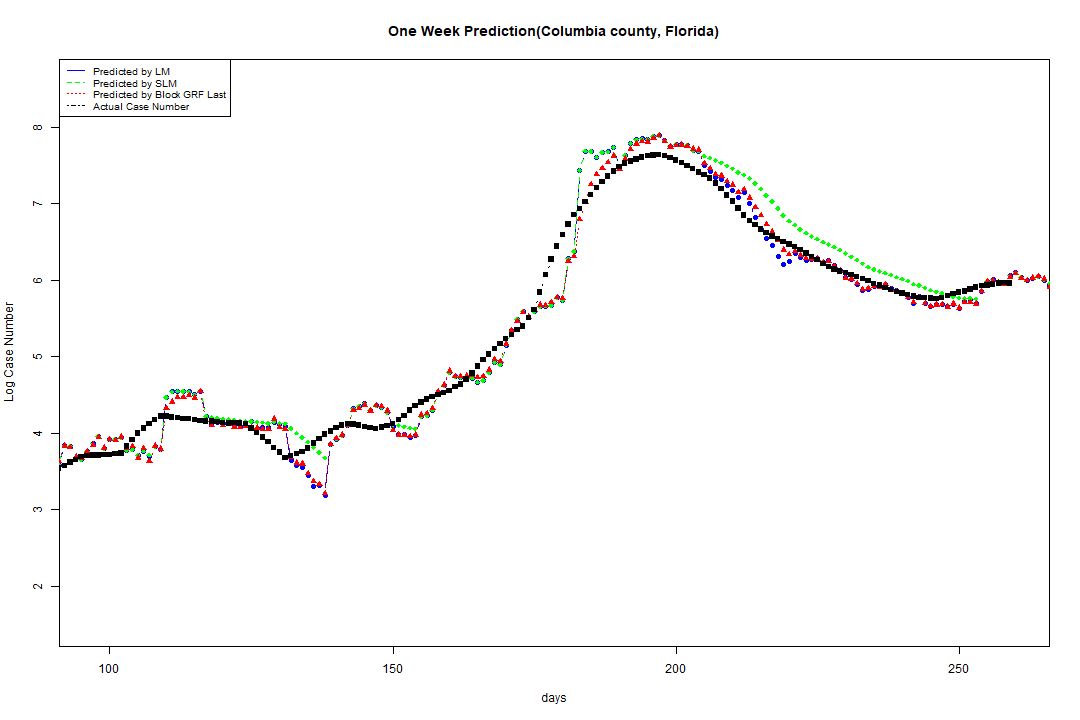 One Week Prediction(Columbia county, Florida)
Predicted by LM
Predicted by SLM
Predicted by Block GRF Last
Actual Case Number
8
7
6
5
4
3
2
Log Case Number
100 150 200 250
days